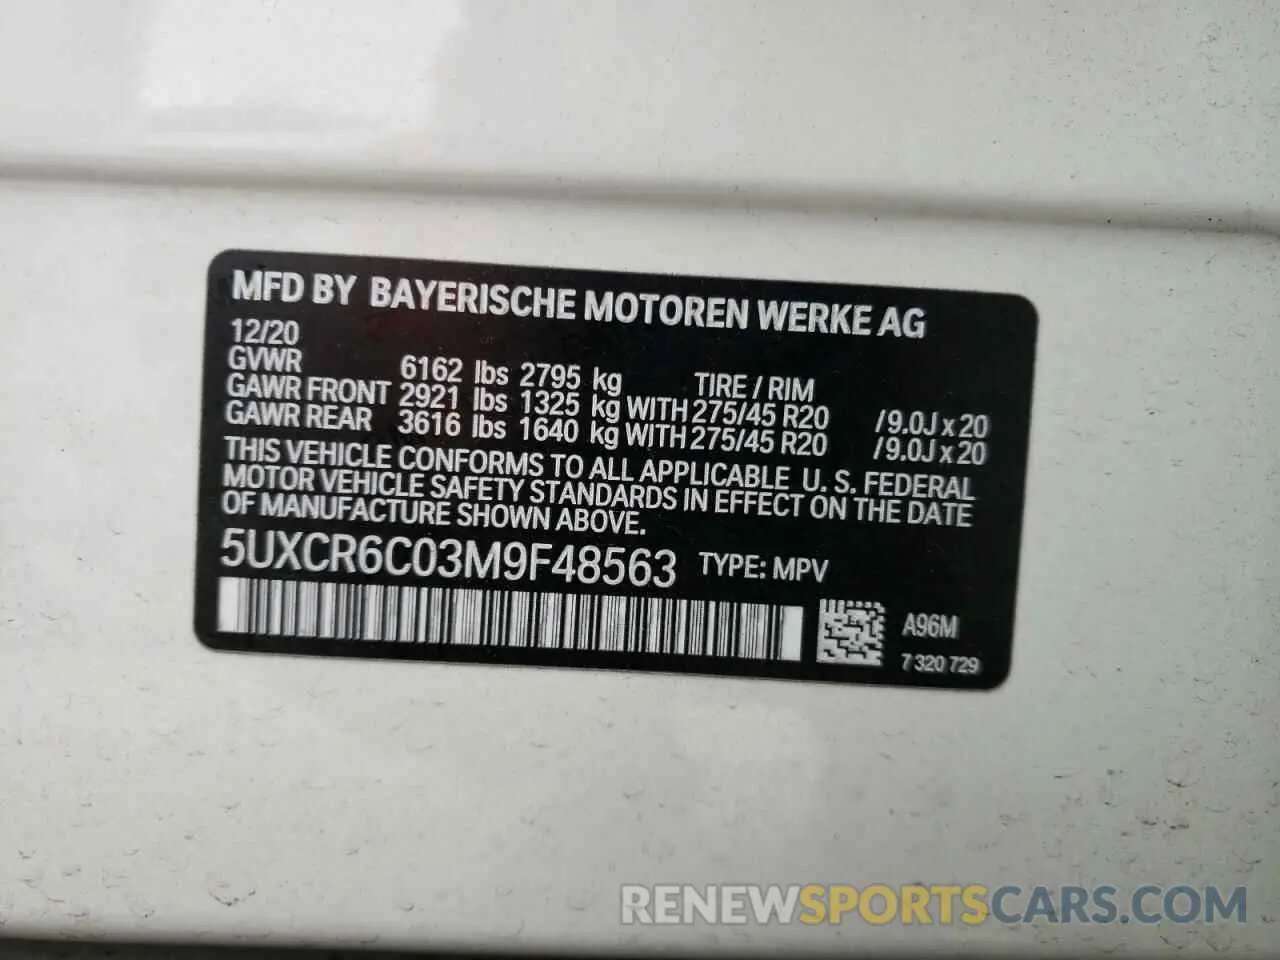 MFD BY BAYERISCHE MOTOREN WERKE AG
12/20
GVWR 6162 lbs 2795 kg TIRE / RIM
GAWR FRONT 2921 lbs 1325 kg WITH 275/45 R20 /9.0J x 20
GAWR REAR 3616 lbs 1640 kg WITH 275/45 R20 /9.0J x 20
THIS VEHICLE CONFORMS TO ALL APPLICABLE U. S. FEDERAL
MOTOR VEHICLE SAFETY STANDARDS IN EFFECT ON THE DATE
OF MANUFACTURE SHOWN ABOVE.
5UXCR6C03M9F48563 TYPE: MPV
A96M
7 320 729
RENEWSPORTSCARS.COM